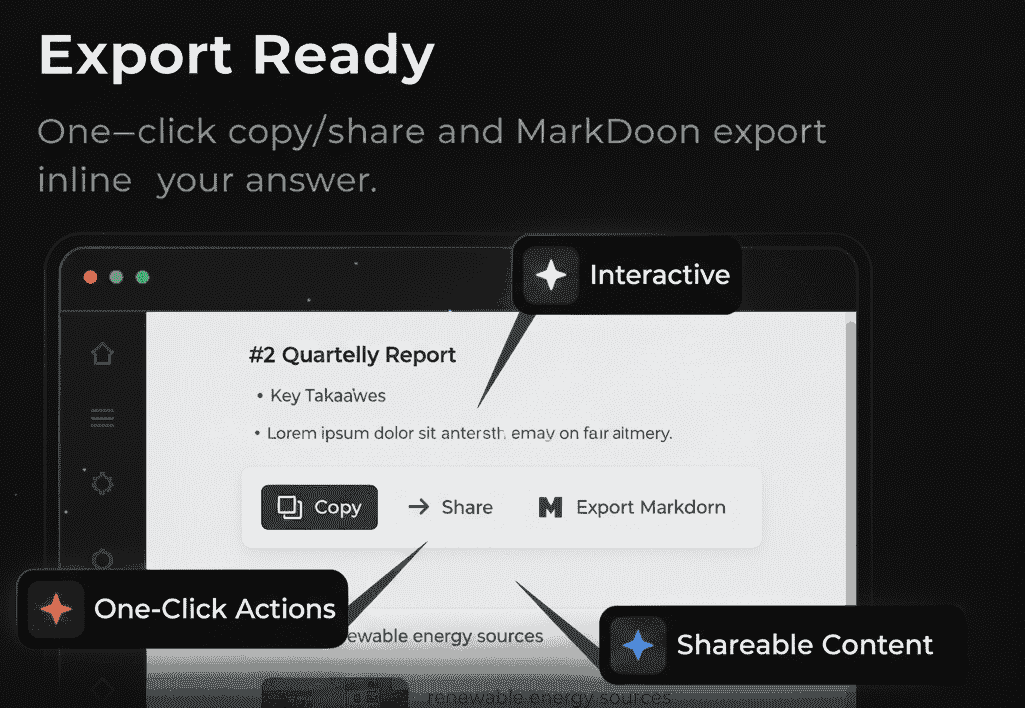 Export Ready
One–click copy/share and MarkDoon export
inline your answer.
Interactive
#2 Quartelly Report
• Key Takaaẇes
• Lorem ipsum dolor sit antersth. emay on faır aitmery.
Copy
Share
Export Markdorn
One-Click Actions
ewable energy sources
Shareable Content
renewable energy sources